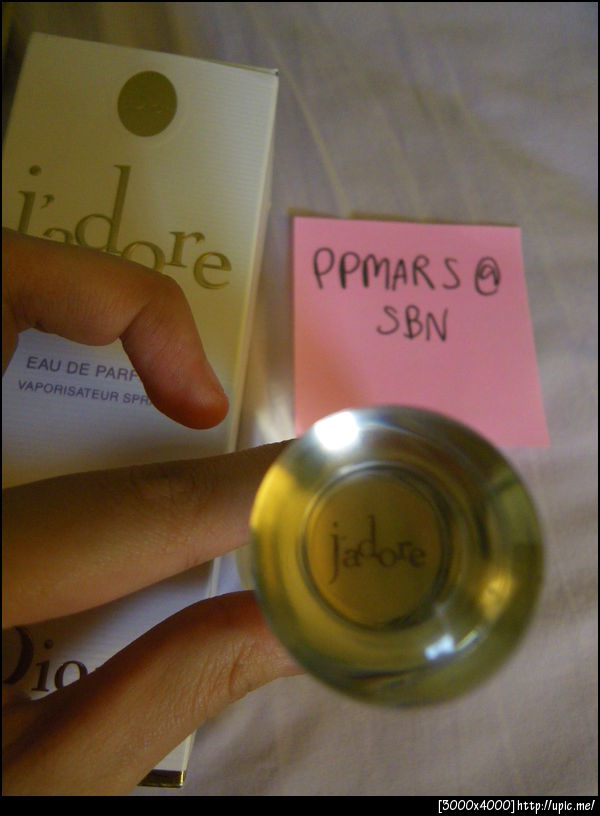 j'adore
EAU DE PARF
VAPORISATEUR SPR
PPMARS @
SBN
j'adore
Dio
[3000x4000]http://upic.me/